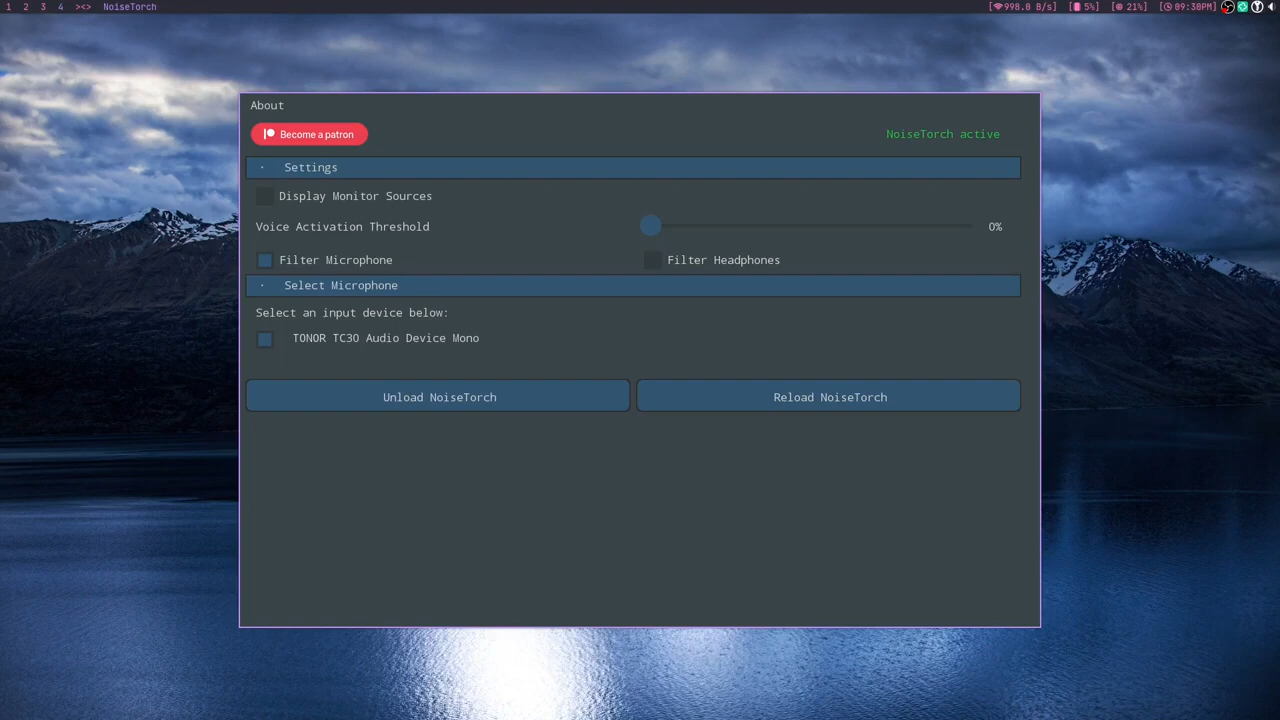 1 2 3 4 ><> NoiseTorch [998.0 B/s] [5%] [21%] [09:30PM]
About
Become a patron NoiseTorch active
· Settings
Display Monitor Sources
Voice Activation Threshold 0%
Filter Microphone Filter Headphones
· Select Microphone
Select an input device below:
TONOR TC30 Audio Device Mono
Unload NoiseTorch Reload NoiseTorch